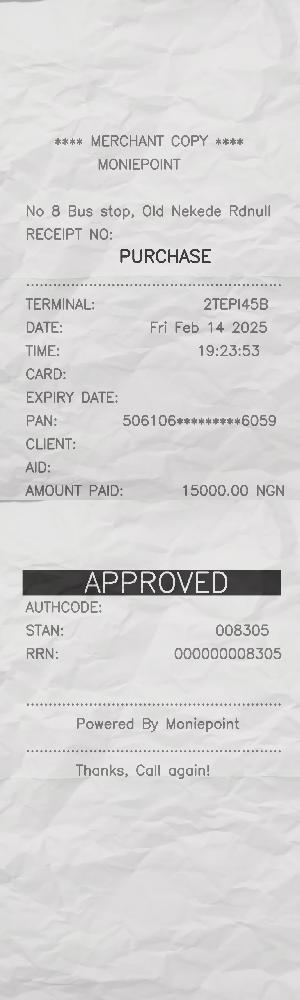 **** MERCHANT COPY ****
MONIEPOINT
No 8 Bus stop, Old Nekede Rdnull
RECEIPT NO:
PURCHASE
TERMINAL: 2TEPI45B
DATE: Fri Feb 14 2025
TIME: 19:23:53
CARD:
EXPIRY DATE:
PAN: 506106*********6059
CLIENT:
AID:
AMOUNT PAID: 15000.00 NGN
APPROVED
AUTHCODE:
STAN: 008305
RRN: 000000008305
Powered By Moniepoint
Thanks, Call again!